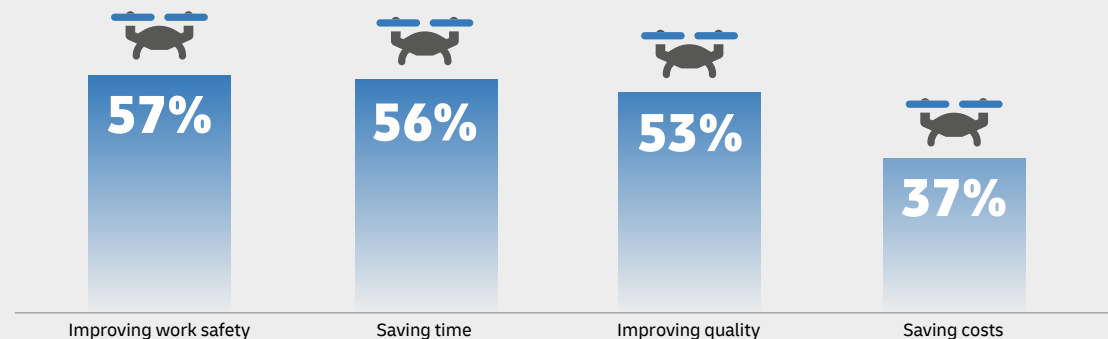 57%
56%
53%
37%
Improving work safety
Saving time
Improving quality
Saving costs